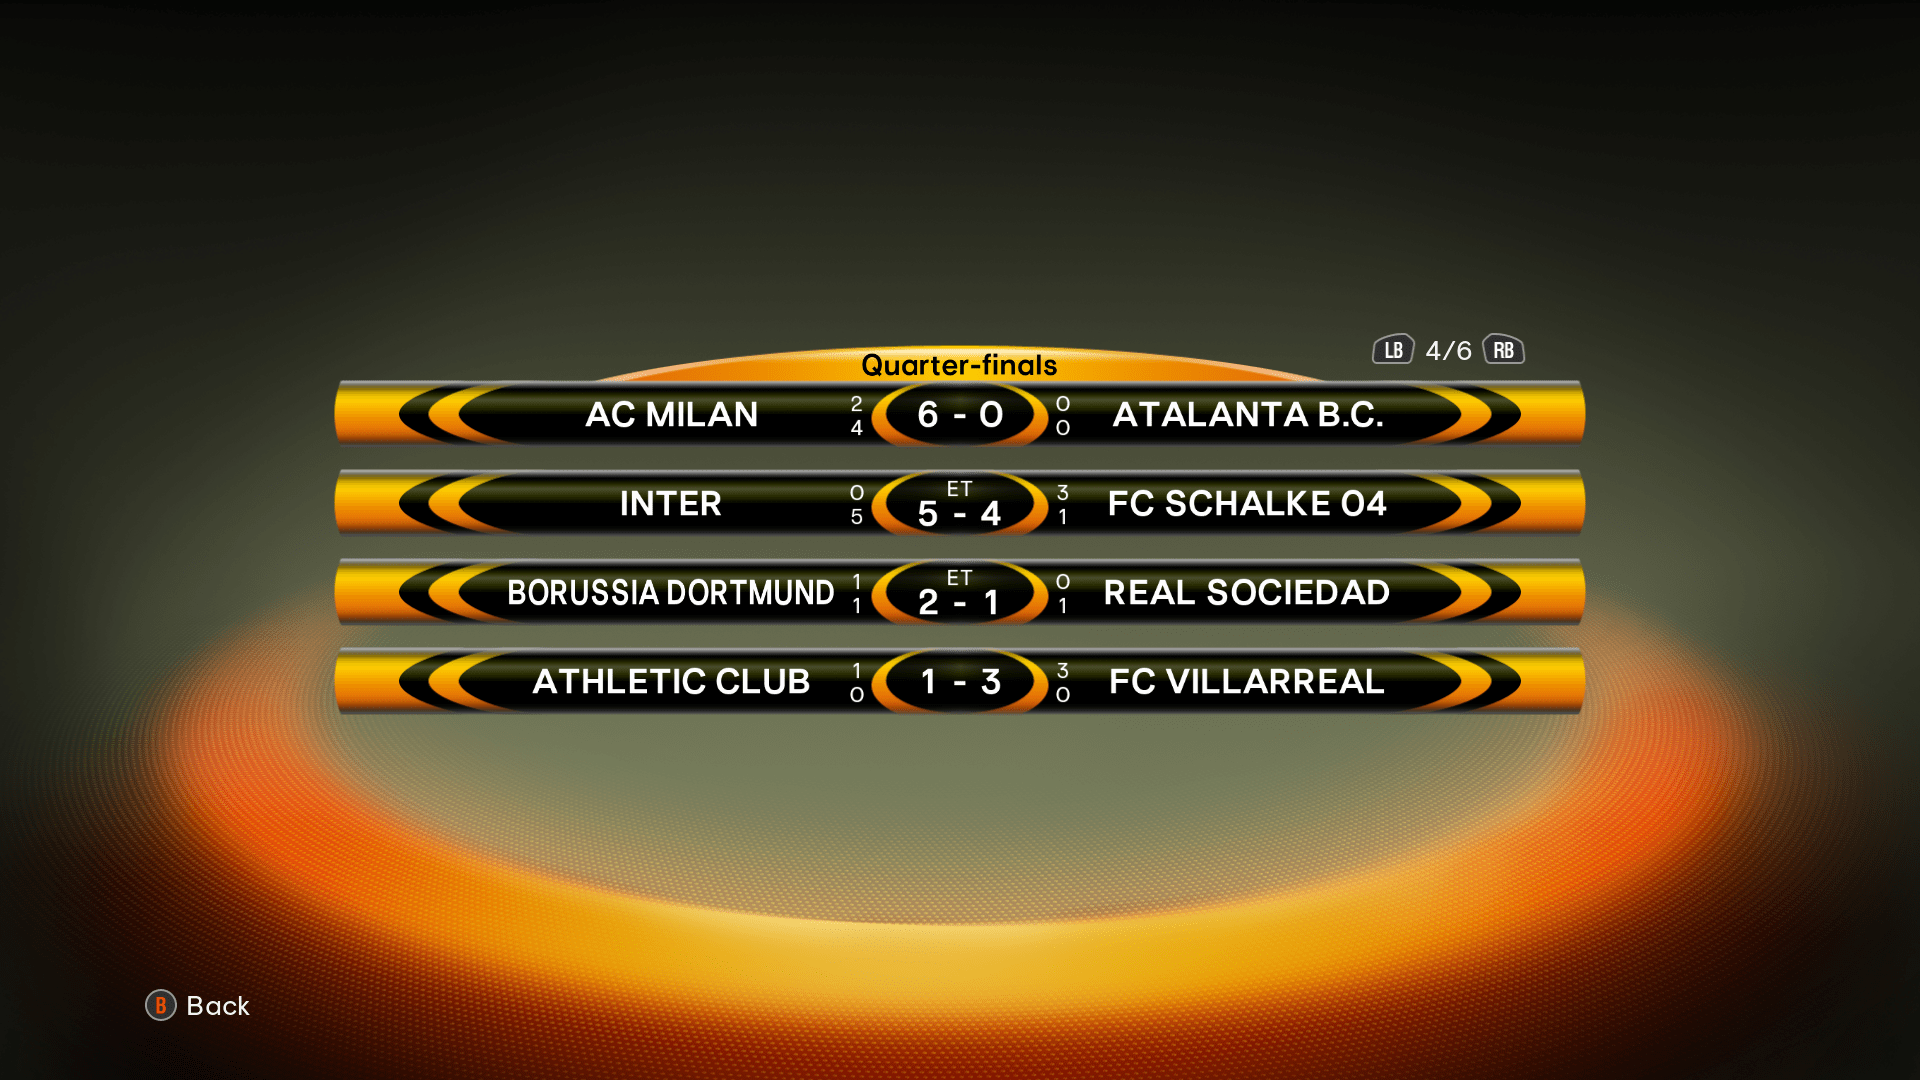 LB 4/6 RB
Quarter-finals
AC MILAN 2 4 6 - 0 0 0 ATALANTA B.C.
INTER 0 5 ET 5 - 4 3 1 FC SCHALKE 04
BORUSSIA DORTMUND 1 1 ET 2 - 1 0 1 REAL SOCIEDAD
ATHLETIC CLUB 1 0 1 - 3 3 0 FC VILLARREAL
B Back